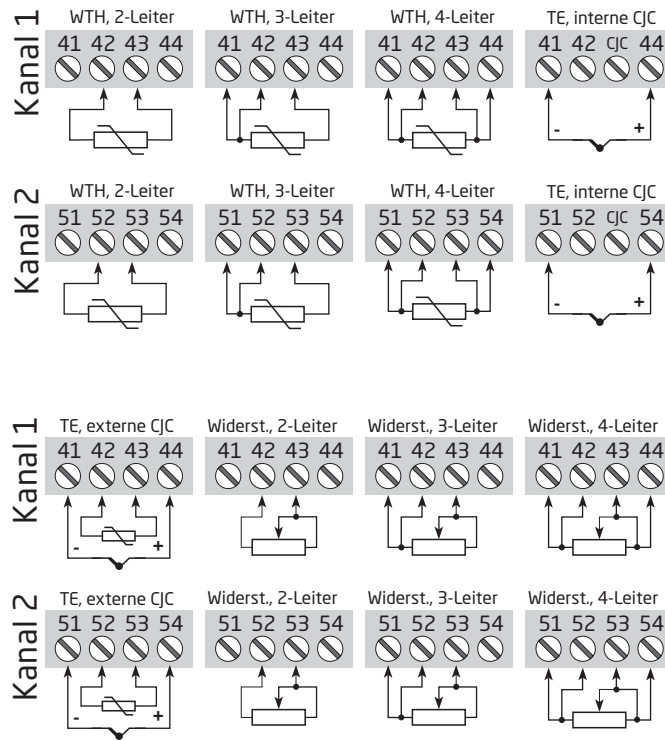 Kanal 1
WTH, 2-Leiter WTH, 3-Leiter WTH, 4-Leiter TE, interne CJC
41 42 43 44 41 42 43 44 41 42 43 44 41 42 CJC 44
- +
Kanal 2
WTH, 2-Leiter WTH, 3-Leiter WTH, 4-Leiter TE, interne CJC
51 52 53 54 51 52 53 54 51 52 53 54 51 52 CJC 54
- +
Kanal 1
TE, externe CJC Widerst., 2-Leiter Widerst., 3-Leiter Widerst., 4-Leiter
41 42 43 44 41 42 43 44 41 42 43 44 41 42 43 44
- +
Kanal 2
TE, externe CJC Widerst., 2-Leiter Widerst., 3-Leiter Widerst., 4-Leiter
51 52 53 54 51 52 53 54 51 52 53 54 51 52 53 54
- +